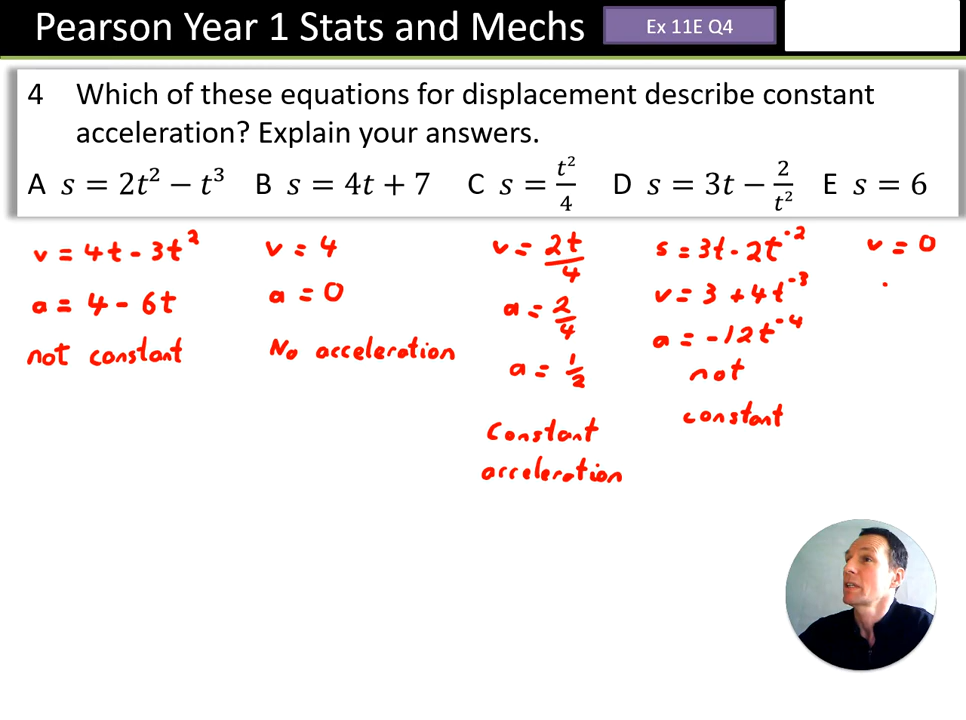 Pearson Year 1 Stats and Mechs
Ex 11E Q4
4 Which of these equations for displacement describe constant
acceleration? Explain your answers.
A s = 2t² − t³ B s = 4t + 7 C s = t²/4 D s = 3t − 2/t² E s = 6
v = 4t - 3t²
a = 4 - 6t
not constant
v = 4
a = 0
No acceleration
v = 2t/4
a = 2/4
a = 1/2
Constant
acceleration
s = 3t - 2t⁻²
v = 3 + 4t⁻³
a = -12t⁻⁴
not
constant
v = 0